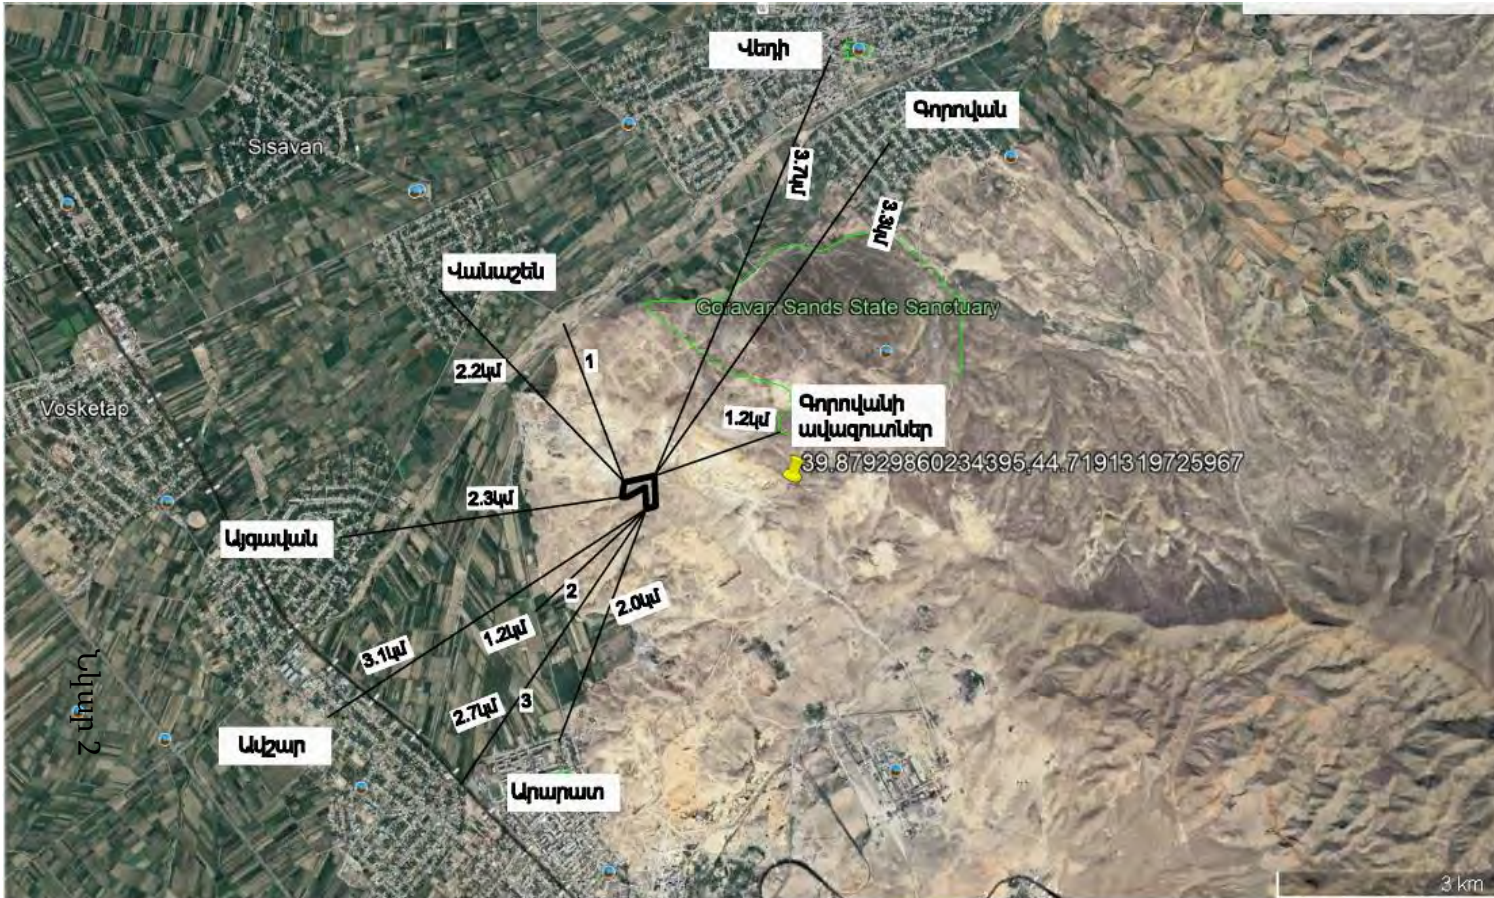 Վեդի
Գորովան
Sisavan
3.7կմ
3.3կմ
Վանաշեն
Goravan Sands State Sanctuary
1
2.2կմ
Vosketap
1.2կմ
Գորովանի
ավազուտներ
39.87929860234395,44.7191319725967
2.3կմ
Այգավան
2
2.0կմ
1.2կմ
3.1կմ
Նկար 2
2.7կմ
3
Ավշար
Արարատ
3 km